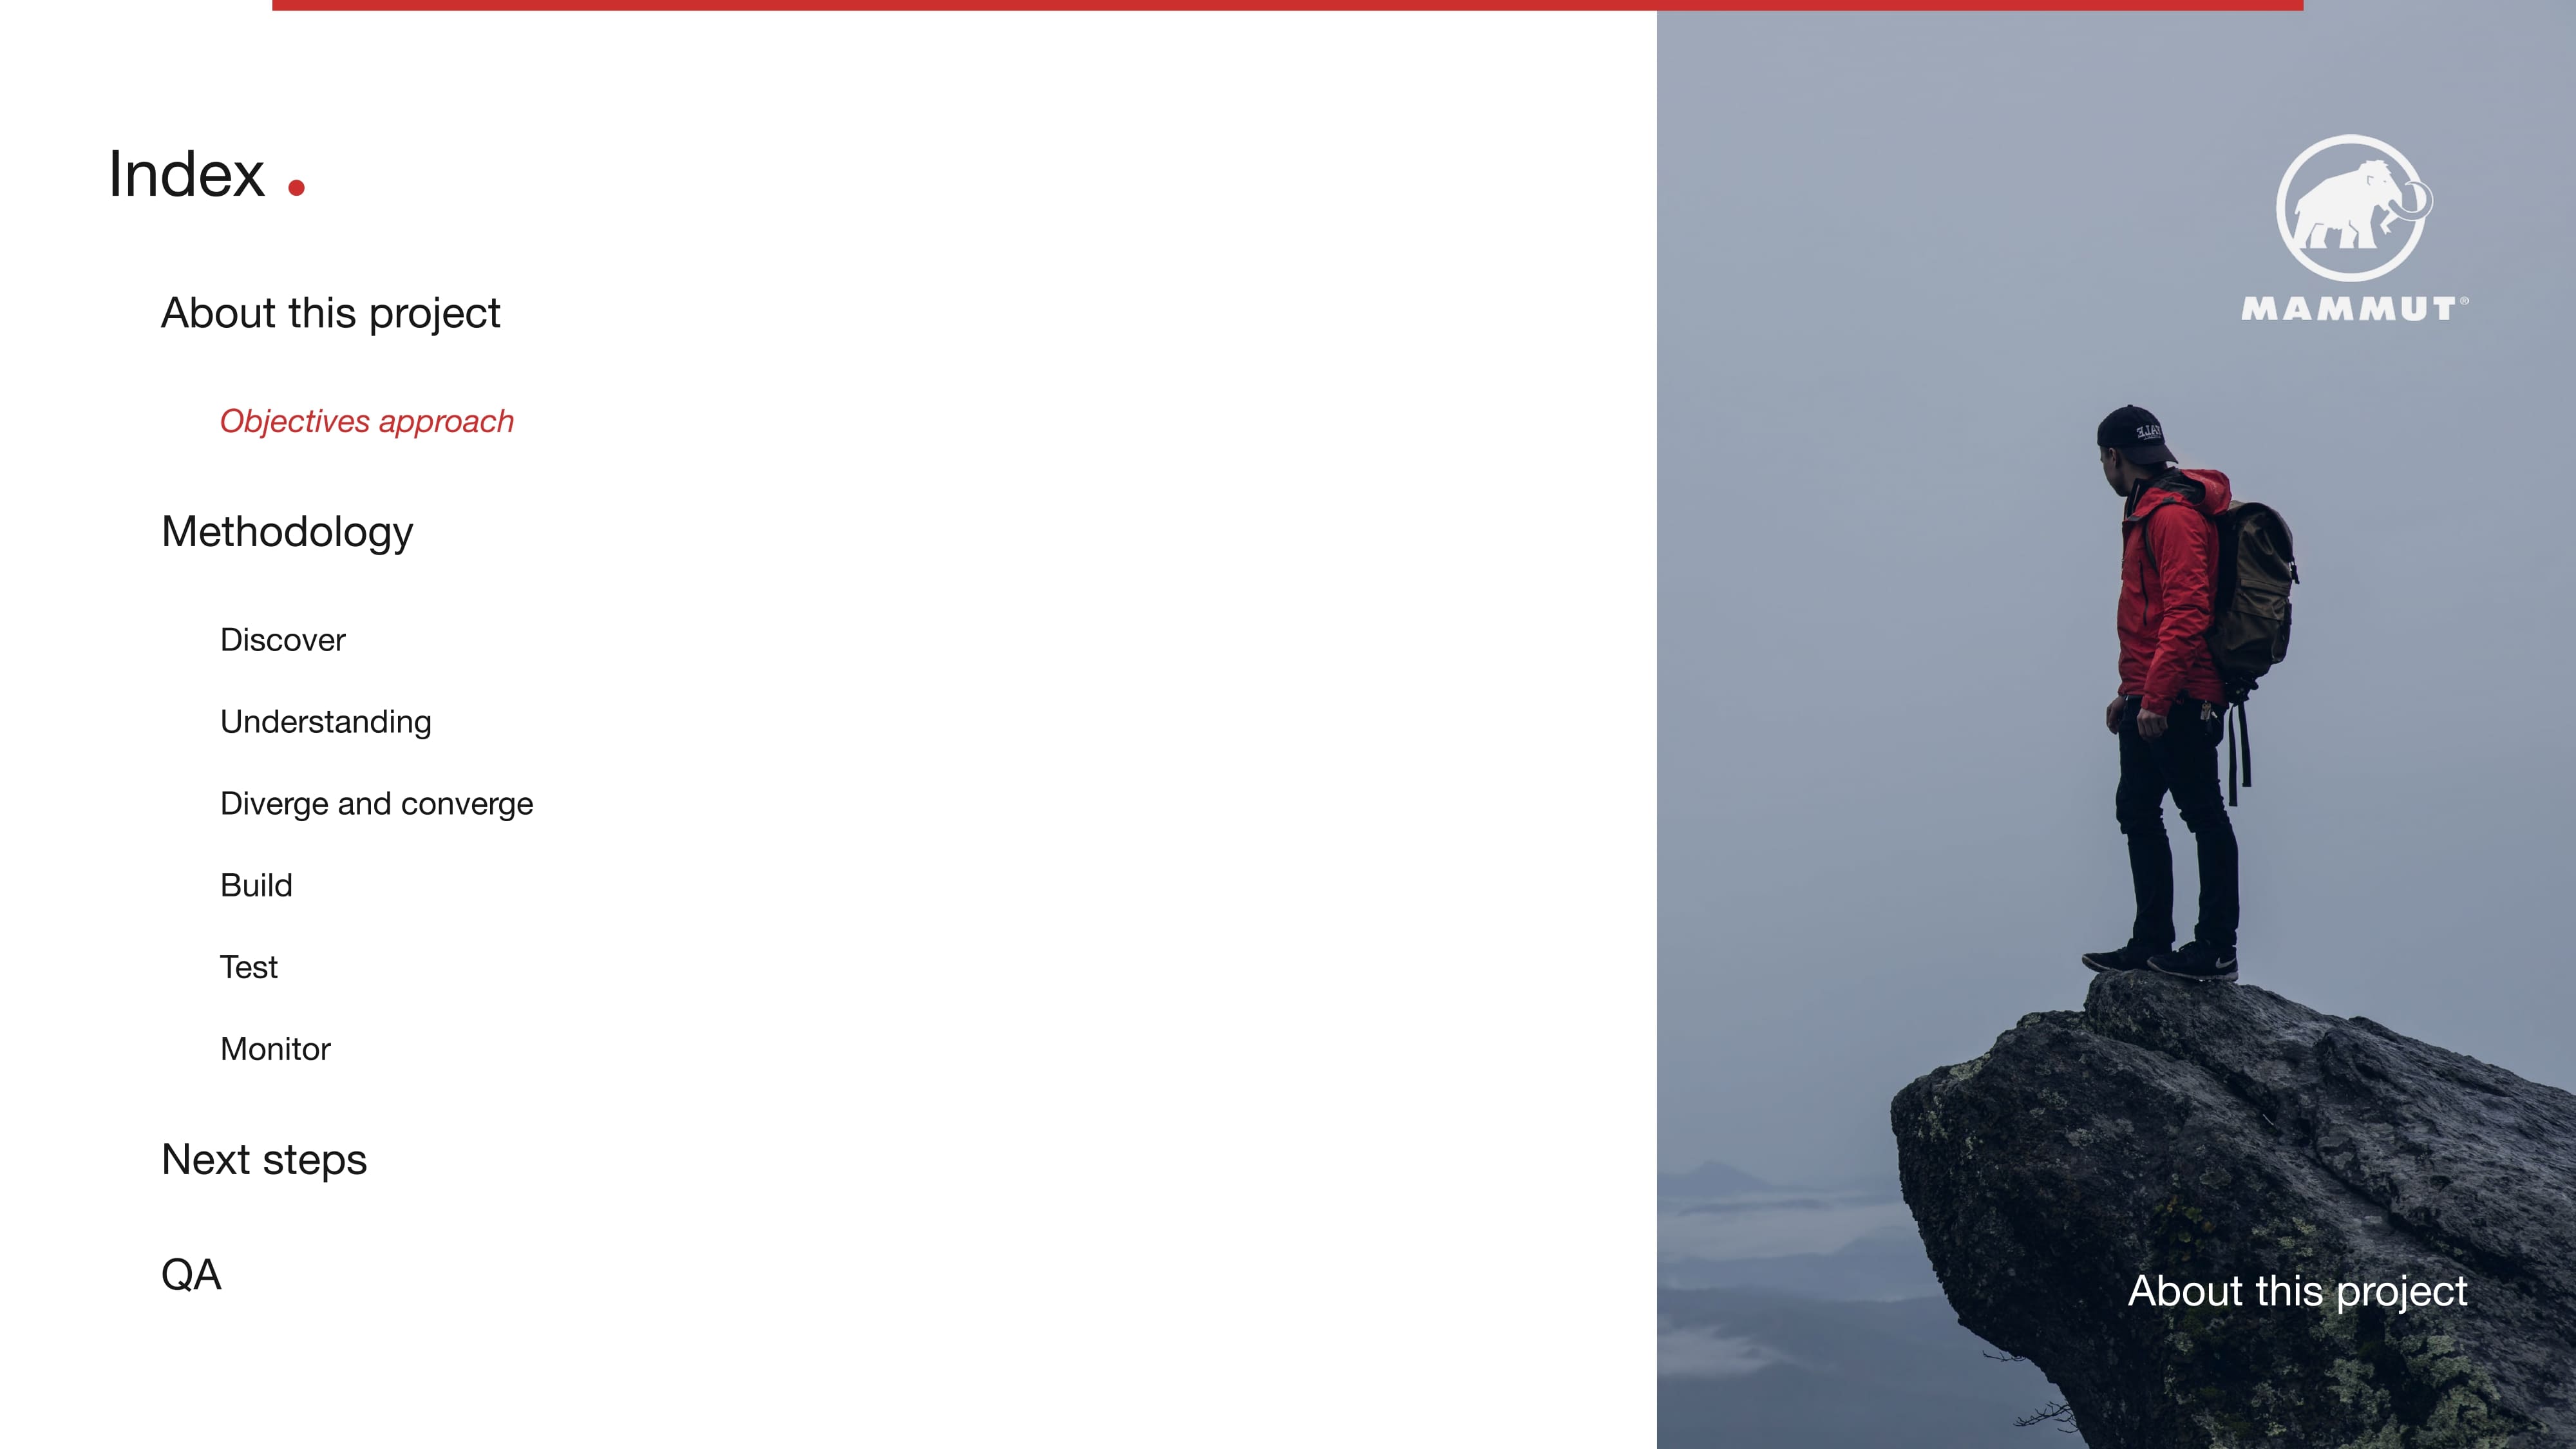 Index .
About this project
Objectives approach
Methodology
Discover
Understanding
Diverge and converge
Build
Test
Monitor
Next steps
QA
MAMMUT®
YALE
About this project